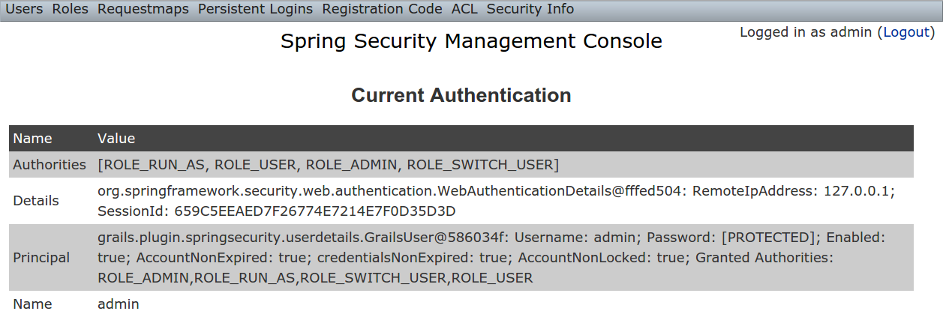 Users Roles Requestmaps Persistent Logins Registration Code ACL Security Info
Logged in as admin (Logout)
Spring Security Management Console
Current Authentication
Name Value
Authorities [ROLE_RUN_AS, ROLE_USER, ROLE_ADMIN, ROLE_SWITCH_USER]
Details org.springframework.security.web.authentication.WebAuthenticationDetails@fffed504: RemoteIpAddress: 127.0.0.1;
SessionId: 659C5EEAED7F26774E7214E7F0D35D3D
Principal grails.plugin.springsecurity.userdetails.GrailsUser@586034f: Username: admin; Password: [PROTECTED]; Enabled:
true; AccountNonExpired: true; credentialsNonExpired: true; AccountNonLocked: true; Granted Authorities:
ROLE_ADMIN,ROLE_RUN_AS,ROLE_SWITCH_USER,ROLE_USER
Name admin